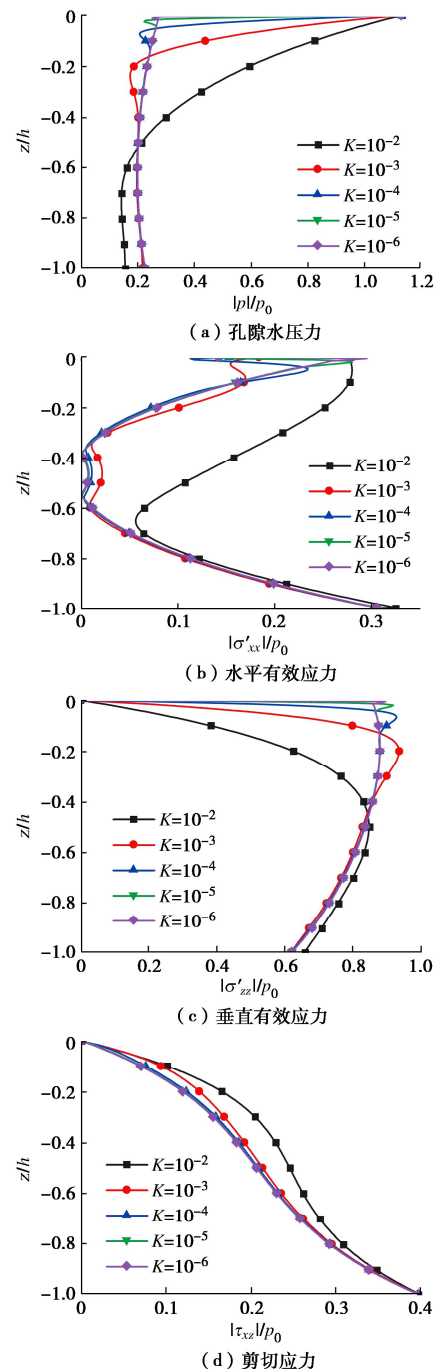 0
-0.2
-0.4
-0.6
-0.8
-1.0
z/h
K=10⁻²
K=10⁻³
K=10⁻⁴
K=10⁻⁵
K=10⁻⁶
0 0.2 0.4 0.6 0.8 1.0 1.2
|p|/p₀
(a)孔隙水压力
0
-0.2
-0.4
-0.6
-0.8
-1.0
z/h
K=10⁻²
K=10⁻³
K=10⁻⁴
K=10⁻⁵
K=10⁻⁶
0 0.1 0.2 0.3
|σ′xx|/p₀
(b)水平有效应力
0
-0.2
-0.4
-0.6
-0.8
-1.0
z/h
K=10⁻²
K=10⁻³
K=10⁻⁴
K=10⁻⁵
K=10⁻⁶
0 0.2 0.4 0.6 0.8 1.0
|σ′zz|/p₀
(c)垂直有效应力
0
-0.2
-0.4
-0.6
-0.8
-1.0
z/h
K=10⁻²
K=10⁻³
K=10⁻⁴
K=10⁻⁵
K=10⁻⁶
0 0.1 0.2 0.3 0.4
|τxz|/p₀
(d)剪切应力